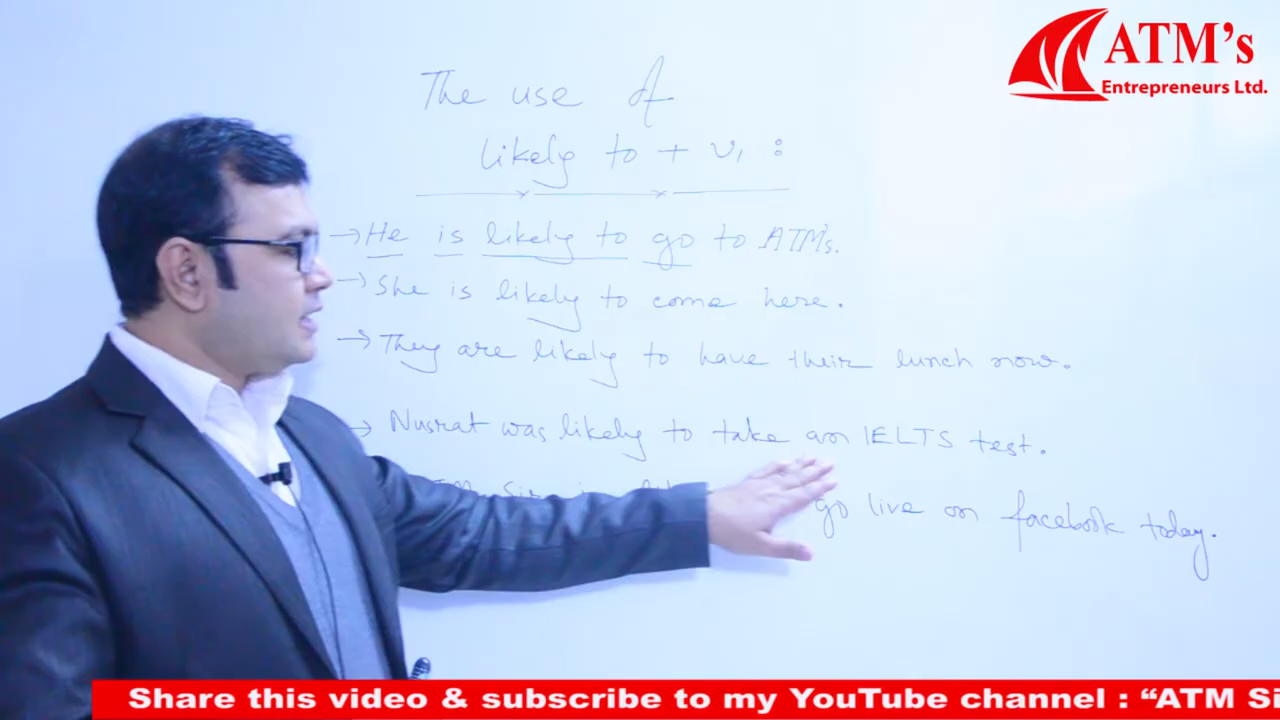 ATM's
Entrepreneurs Ltd.
The use of
likely to + v₁ :
→ He is likely to go to ATM's.
→ She is likely to come here.
→ They are likely to have their lunch now.
→ Nusrat was likely to take an IELTS test.
Sir is go live on facebook today.
Share this video & subscribe to my YouTube channel : “ATM Si